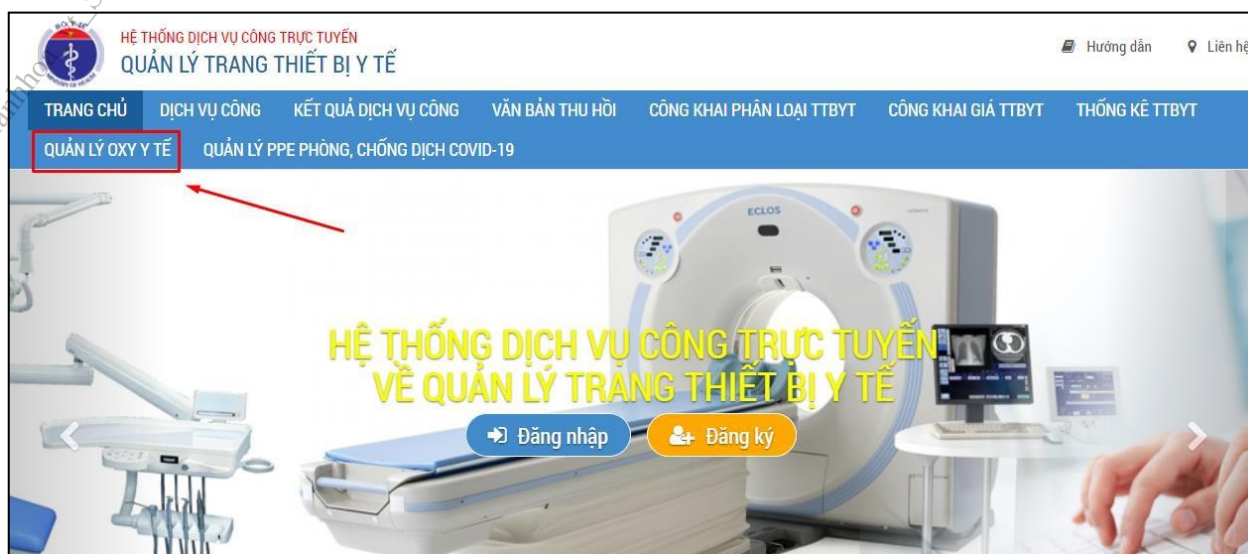 HỆ THỐNG DỊCH VỤ CÔNG TRỰC TUYẾN
QUẢN LÝ TRANG THIẾT BỊ Y TẾ
Hướng dẫn Liên hệ
TRANG CHỦ DỊCH VỤ CÔNG KẾT QUẢ DỊCH VỤ CÔNG VĂN BẢN THU HỒI CÔNG KHAI PHÂN LOẠI TTBYT CÔNG KHAI GIÁ TTBYT THỐNG KÊ TTBYT
QUẢN LÝ OXY Y TẾ QUẢN LÝ PPE PHÒNG, CHỐNG DỊCH COVID-19
ECLOS
HỆ THỐNG DỊCH VỤ CÔNG TRỰC TUYẾN
VỀ QUẢN LÝ TRANG THIẾT BỊ Y TẾ
Đăng nhập Đăng ký